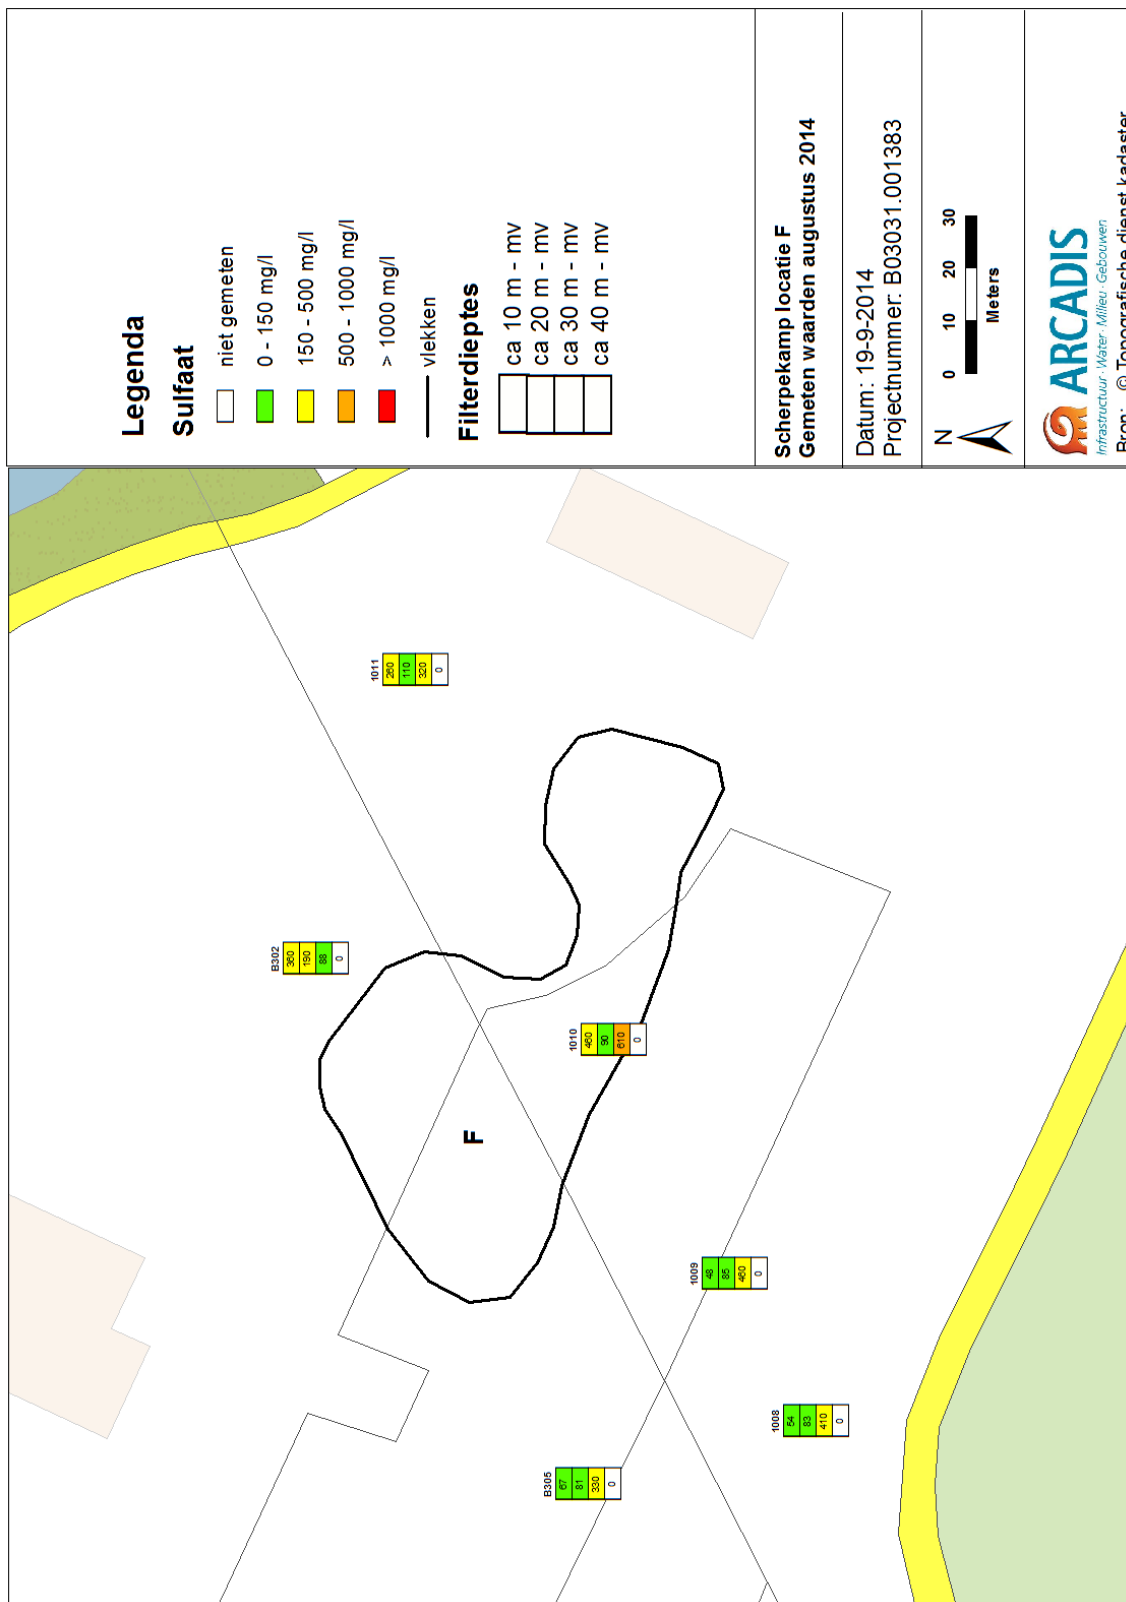 Legenda
Sulfaat
niet gemeten
0 - 150 mg/l
150 - 500 mg/l
500 - 1000 mg/l
> 1000 mg/l
vlekken
Filterdieptes
ca 10 m - mv
ca 20 m - mv
ca 30 m - mv
ca 40 m - mv
Scherpekamp locatie F
Gemeten waarden augustus 2014
Datum: 19-9-2014
Projectnummer: B03031.001383
N
0 10 20 30
Meters
ARCADIS
Infrastructuur · Water · Milieu · Gebouwen
Bron: © Topografische dienst kadaster
B305
67
81
330
0
1008
54
83
410
0
1009
48
85
460
0
F
1010
460
90
610
0
B302
360
190
88
0
1011
260
110
320
0